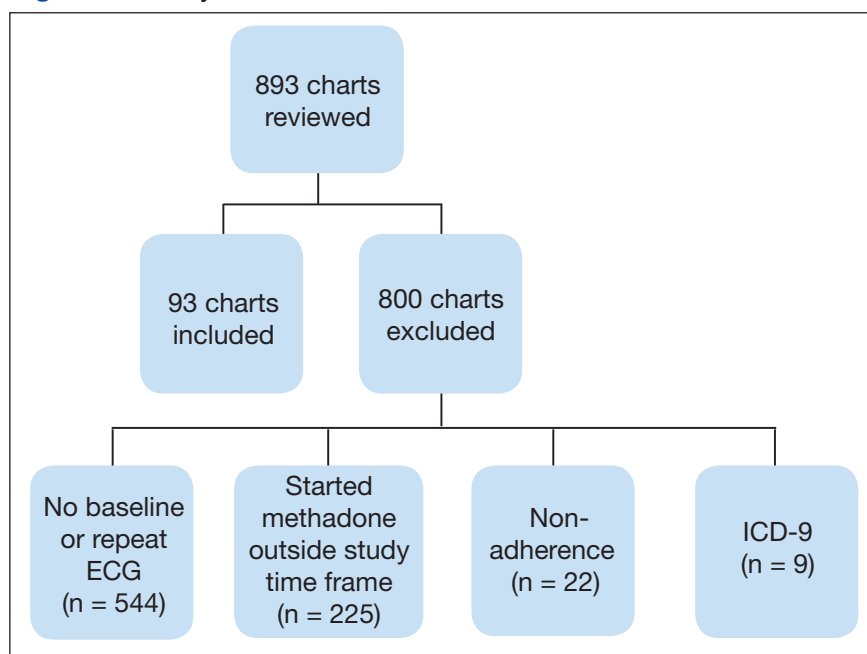 893 charts
reviewed
93 charts
included
800 charts
excluded
No baseline
or repeat
ECG
(n = 544)
Started
methadone
outside study
time frame
(n = 225)
Non-
adherence
(n = 22)
ICD-9
(n = 9)